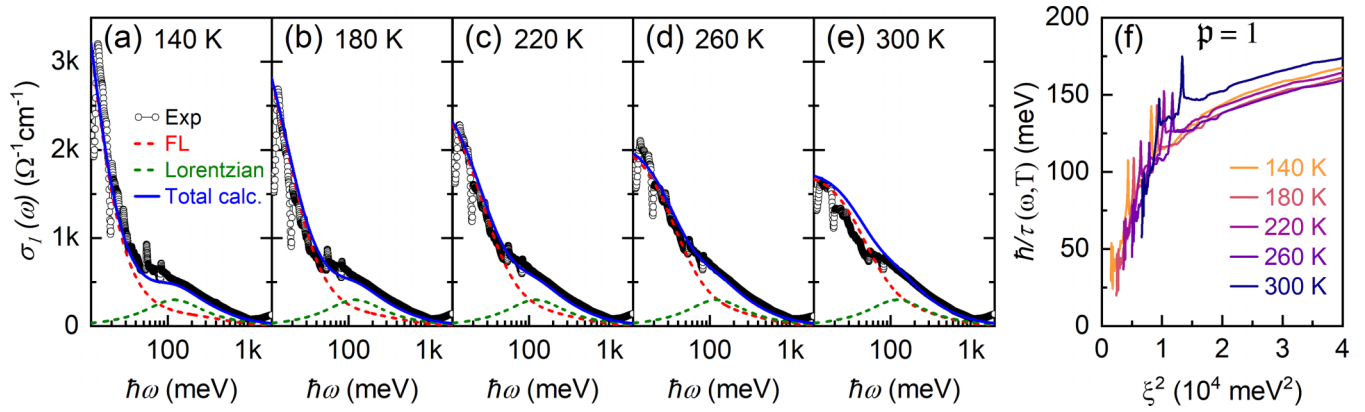 (a) 140 K
(b) 180 K
(c) 220 K
(d) 260 K
(e) 300 K
σ₁(ω) (Ω⁻¹cm⁻¹)
3k
2k
1k
0
Exp
FL
Lorentzian
Total calc.
100 1k
100 1k
100 1k
100 1k
100 1k
ħω (meV)
ħω (meV)
ħω (meV)
ħω (meV)
ħω (meV)
(f) 𝔭 = 1
ħ/τ (ω,T) (meV)
200
150
100
50
0
140 K
180 K
220 K
260 K
300 K
0 1 2 3 4
ξ² (10⁴ meV²)